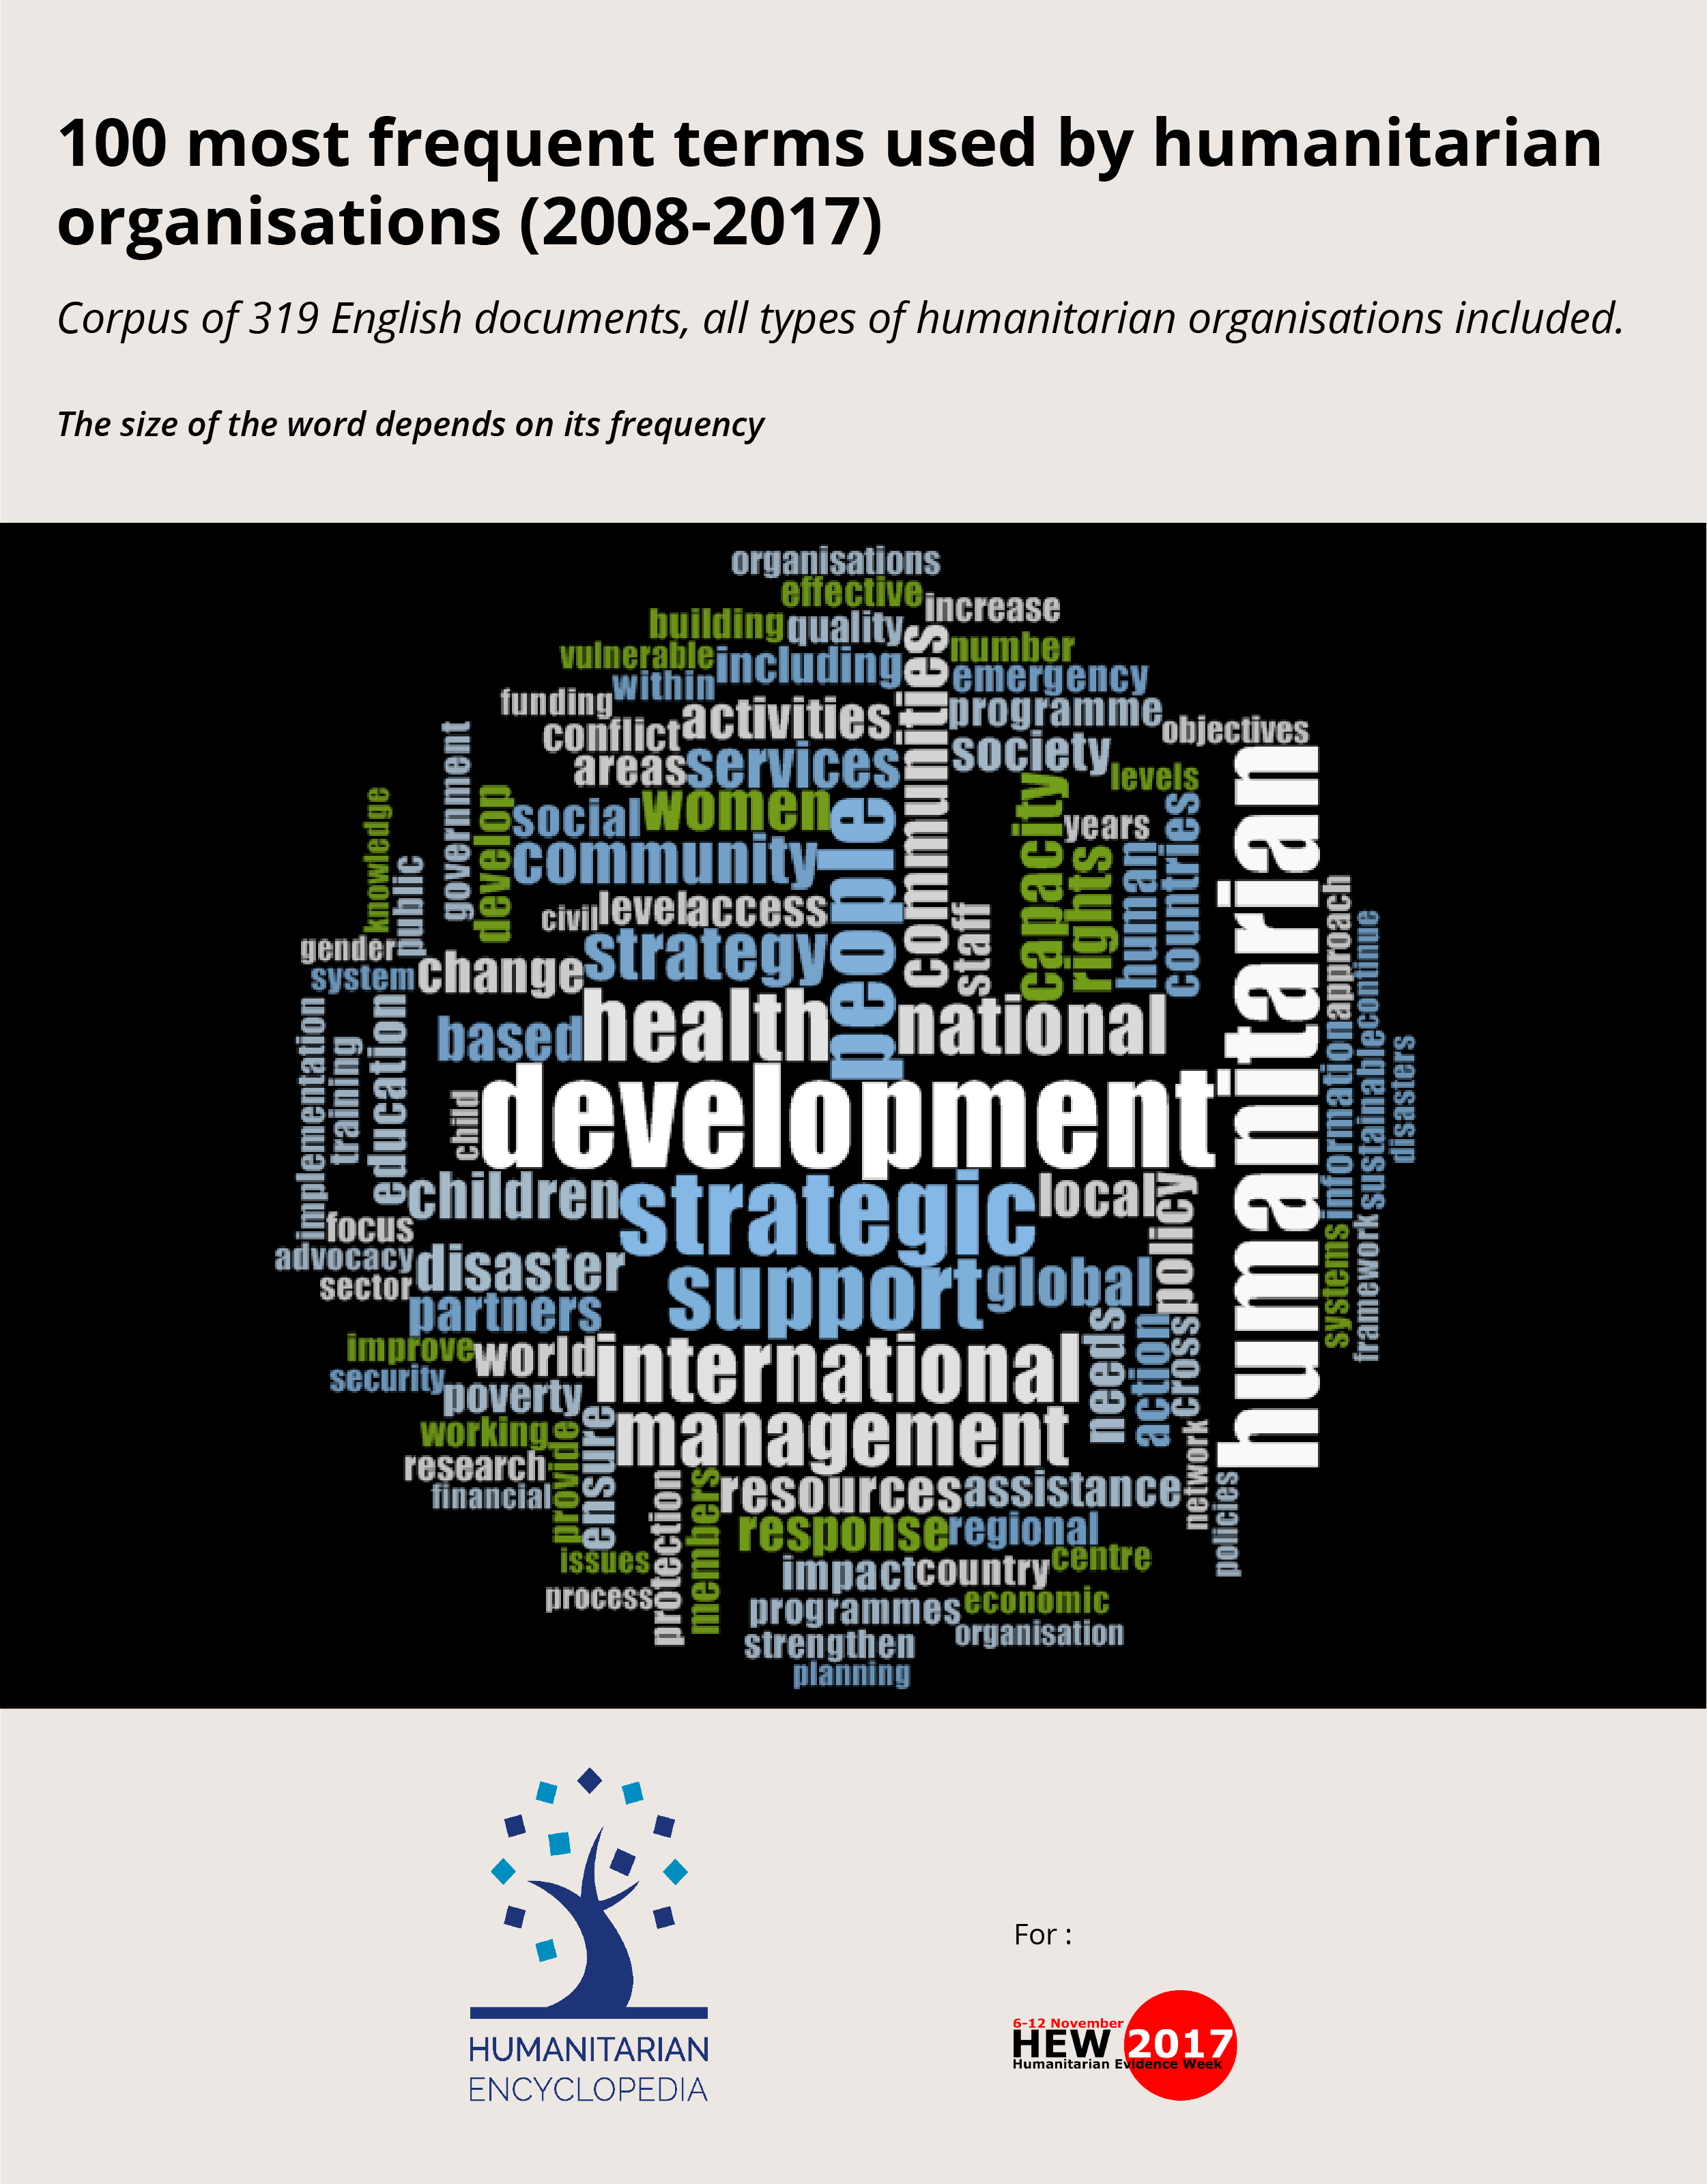 100 most frequent terms used by humanitarian
organisations (2008-2017)
Corpus of 319 English documents, all types of humanitarian organisations included.
The size of the word depends on its frequency
organisations
effective
increase
building
quality
number
vulnerable
including
emergency
within
funding
communities
programme
activities
objectives
conflict
society
government
areas
services
levels
knowledge
develop
social
women
people
capacity
years
countries
public
community
rights
human
humanitarian
civil
level
access
staff
approach
gender
strategy
continue
system
change
health
national
implementation
training
education
based
information
sustainable
disasters
child
development
children
strategic
local
policy
focus
advocacy
disaster
support
global
systems
framework
sector
partners
needs
action
cross
improve
world
international
security
poverty
working
provide
ensure
management
network
research
financial
protection
members
resources
assistance
policies
response
regional
issues
impact
country
centre
process
programmes
economic
strengthen
organisation
planning
HUMANITARIAN
ENCYCLOPEDIA
For :
6-12 November
HEW 2017
Humanitarian Evidence Week